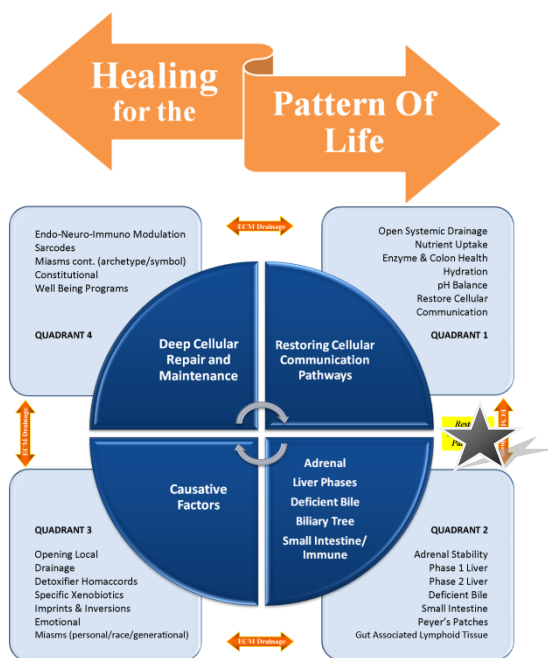 Healing
for the
Pattern Of
Life
Endo-Neuro-Immuno Modulation
Sarcodes
Miasms cont. (archetype/symbol)
Constitutional
Well Being Programs
QUADRANT 4
ECM Drainage
Open Systemic Drainage
Nutrient Uptake
Enzyme & Colon Health
Hydration
pH Balance
Restore Cellular
Communication
QUADRANT 1
Deep Cellular
Repair and
Maintenance
Restoring Cellular
Communication
Pathways
ECM Drainage
ECM
Causative
Factors
Adrenal
Liver Phases
Deficient Bile
Biliary Tree
Small Intestine/
Immune
QUADRANT 3
Opening Local
Drainage
Detoxifier Homaccords
Specific Xenobiotics
Imprints & Inversions
Emotional
Miasms (personal/race/generational)
QUADRANT 2
Adrenal Stability
Phase 1 Liver
Phase 2 Liver
Deficient Bile
Small Intestine
Peyer's Patches
Gut Associated Lymphoid Tissue
ECM Drainage